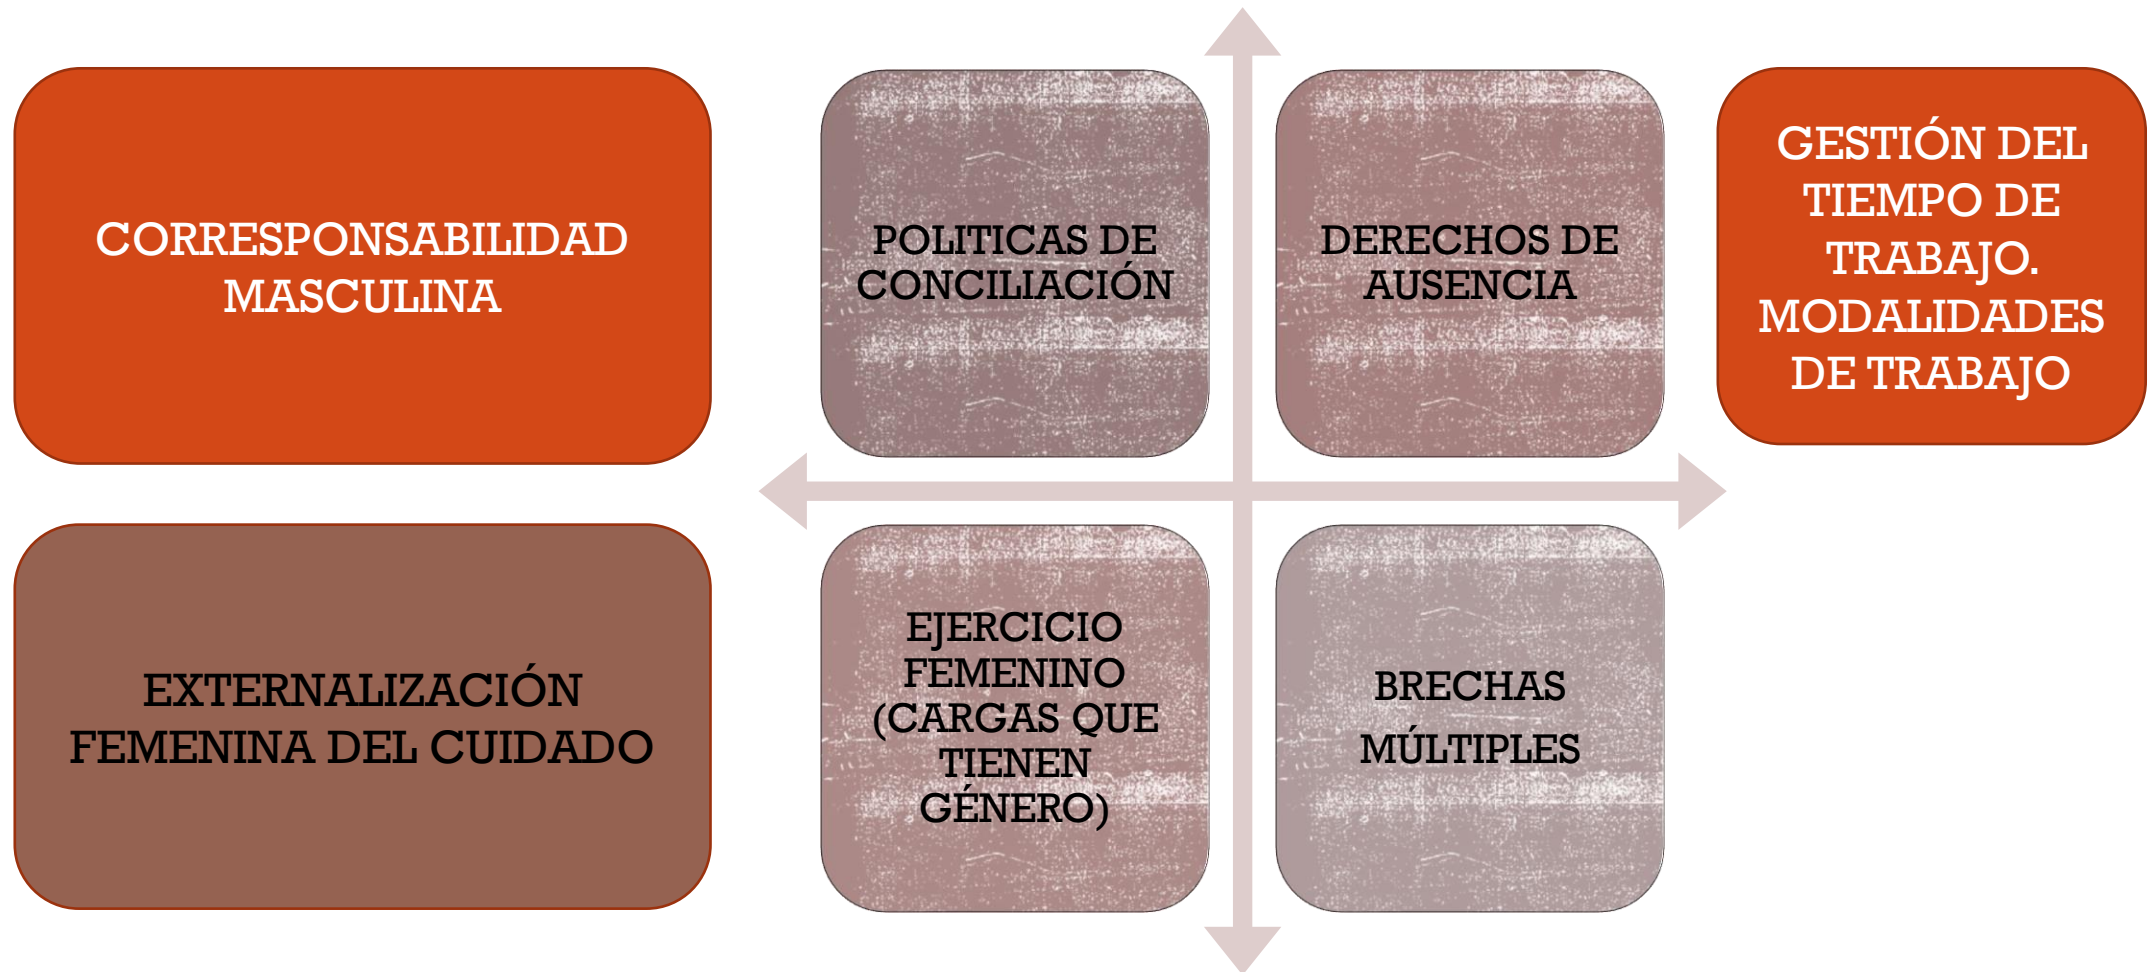 CORRESPONSABILIDAD
MASCULINA
POLITICAS DE
CONCILIACIÓN
DERECHOS DE
AUSENCIA
GESTIÓN DEL
TIEMPO DE
TRABAJO.
MODALIDADES
DE TRABAJO
EXTERNALIZACIÓN
FEMENINA DEL CUIDADO
EJERCICIO
FEMENINO
(CARGAS QUE
TIENEN
GÉNERO)
BRECHAS
MÚLTIPLES